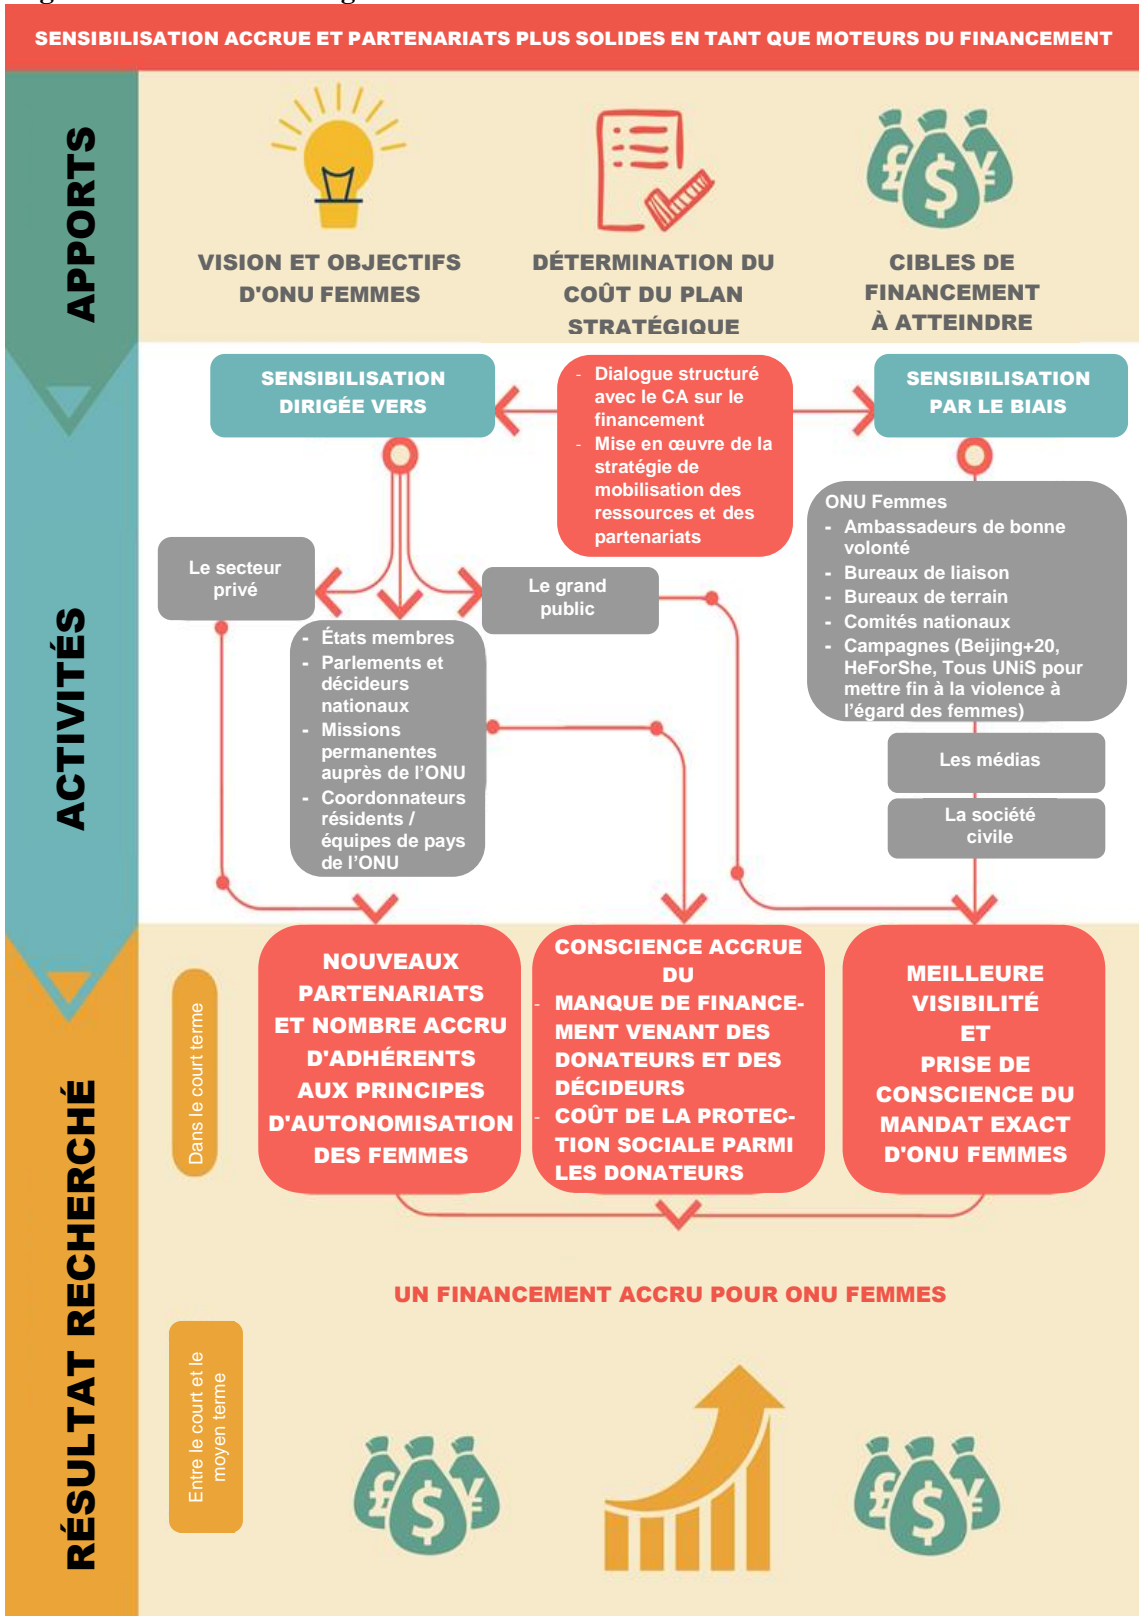 SENSIBILISATION ACCRUE ET PARTENARIATS PLUS SOLIDES EN TANT QUE MOTEURS DU FINANCEMENT
APPORTS
VISION ET OBJECTIFS
D'ONU FEMMES
DÉTERMINATION DU
COÛT DU PLAN
STRATÉGIQUE
CIBLES DE
FINANCEMENT
À ATTEINDRE
ACTIVITÉS
SENSIBILISATION
DIRIGÉE VERS
- Dialogue structuré
avec le CA sur le
financement
- Mise en œuvre de la
stratégie de
mobilisation des
ressources et des
partenariats
SENSIBILISATION
PAR LE BIAIS
Le secteur
privé
- États membres
- Parlements et
décideurs
nationaux
- Missions
permanentes
auprès de l'ONU
- Coordonnateurs
résidents /
équipes de pays
de l'ONU
Le grand
public
ONU Femmes
- Ambassadeurs de bonne
volonté
- Bureaux de liaison
- Bureaux de terrain
- Comités nationaux
- Campagnes (Beijing+20,
HeForShe, Tous UNiS pour
mettre fin à la violence à
l'égard des femmes)
Les médias
La société
civile
RÉSULTAT RECHERCHÉ
Dans le court terme
NOUVEAUX
PARTENARIATS
ET NOMBRE ACCRU
D'ADHÉRENTS
AUX PRINCIPES
D'AUTONOMISATION
DES FEMMES
CONSCIENCE ACCRUE
DU
- MANQUE DE FINANCE-
MENT VENANT DES
DONATEURS ET DES
DÉCIDEURS
- COÛT DE LA PROTEC-
TION SOCIALE PARMI
LES DONATEURS
MEILLEURE
VISIBILITÉ
ET
PRISE DE
CONSCIENCE DU
MANDAT EXACT
D'ONU FEMMES
UN FINANCEMENT ACCRU POUR ONU FEMMES
Entre le court et le
moyen terme